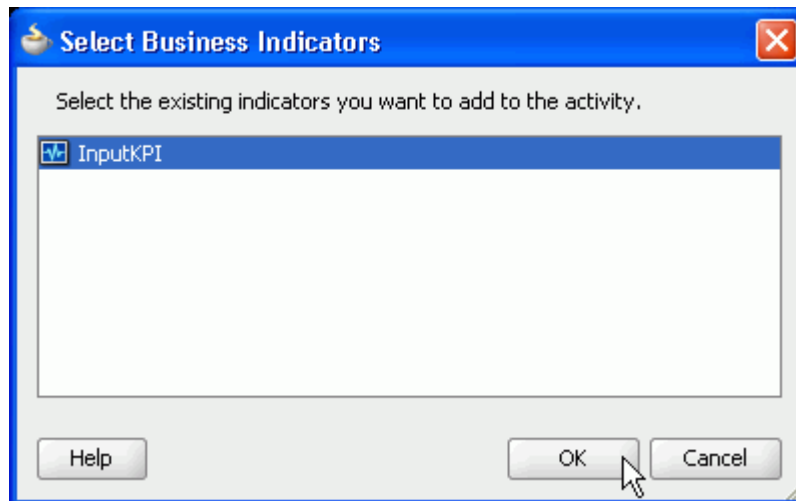 Select Business Indicators
Select the existing indicators you want to add to the activity.
InputKPI
Help OK Cancel